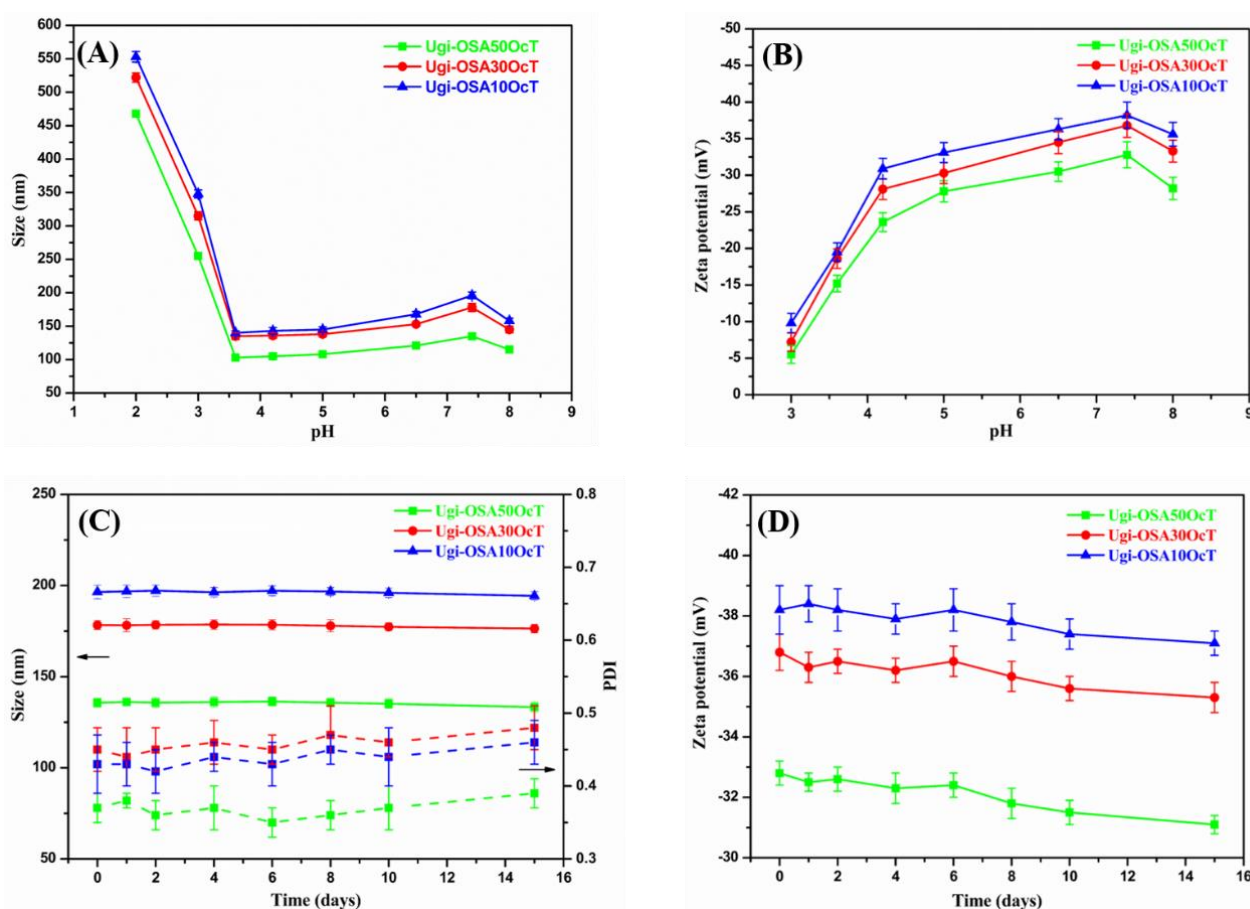 (A)
Ugi-OSA50OcT
Ugi-OSA30OcT
Ugi-OSA10OcT
Size (nm)
600
550
500
450
400
350
300
250
200
150
100
50
1 2 3 4 5 6 7 8 9
pH
(B)
Ugi-OSA50OcT
Ugi-OSA30OcT
Ugi-OSA10OcT
Zeta potential (mV)
-50
-45
-40
-35
-30
-25
-20
-15
-10
-5
0
3 4 5 6 7 8 9
pH
(C)
Ugi-OSA50OcT
Ugi-OSA30OcT
Ugi-OSA10OcT
Size (nm)
250
200
150
100
50
PDI
0.8
0.7
0.6
0.5
0.4
0.3
0 2 4 6 8 10 12 14 16
Time (days)
(D)
Ugi-OSA50OcT
Ugi-OSA30OcT
Ugi-OSA10OcT
Zeta potential (mV)
-42
-40
-38
-36
-34
-32
-30
0 2 4 6 8 10 12 14 16
Time (days)